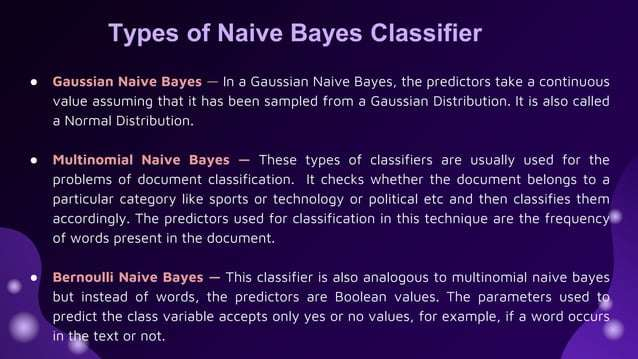 Types of Naive Bayes Classifier
● Gaussian Naive Bayes — In a Gaussian Naive Bayes, the predictors take a continuous
value assuming that it has been sampled from a Gaussian Distribution. It is also called
a Normal Distribution.
● Multinomial Naive Bayes — These types of classifiers are usually used for the
problems of document classification. It checks whether the document belongs to a
particular category like sports or technology or political etc and then classifies them
accordingly. The predictors used for classification in this technique are the frequency
of words present in the document.
● Bernoulli Naive Bayes — This classifier is also analogous to multinomial naive bayes
but instead of words, the predictors are Boolean values. The parameters used to
predict the class variable accepts only yes or no values, for example, if a word occurs
in the text or not.